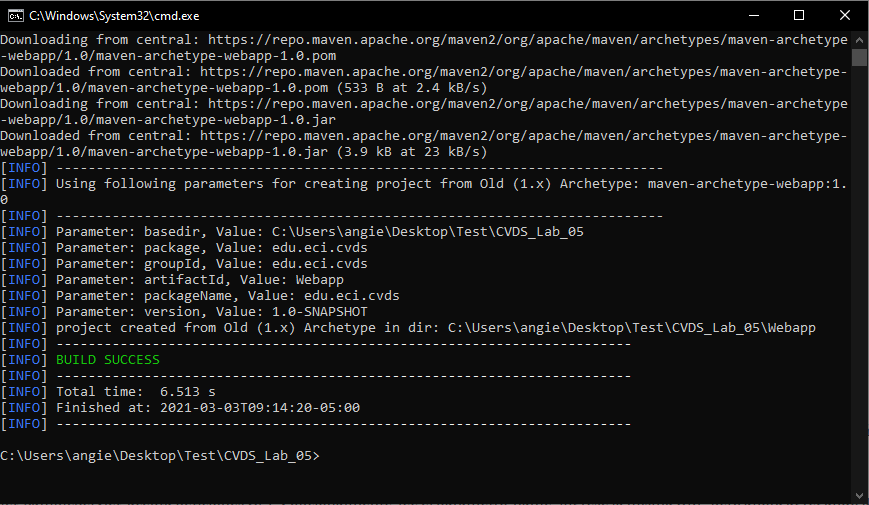 C:\Windows\System32\cmd.exe
Downloading from central: https://repo.maven.apache.org/maven2/org/apache/maven/archetypes/maven-archetype
-webapp/1.0/maven-archetype-webapp-1.0.pom
Downloaded from central: https://repo.maven.apache.org/maven2/org/apache/maven/archetypes/maven-archetype-
webapp/1.0/maven-archetype-webapp-1.0.pom (533 B at 2.4 kB/s)
Downloading from central: https://repo.maven.apache.org/maven2/org/apache/maven/archetypes/maven-archetype
-webapp/1.0/maven-archetype-webapp-1.0.jar
Downloaded from central: https://repo.maven.apache.org/maven2/org/apache/maven/archetypes/maven-archetype-
webapp/1.0/maven-archetype-webapp-1.0.jar (3.9 kB at 23 kB/s)
[INFO] ----------------------------------------------------------------------------
[INFO] Using following parameters for creating project from Old (1.x) Archetype: maven-archetype-webapp:1.
0
[INFO] ----------------------------------------------------------------------------
[INFO] Parameter: basedir, Value: C:\Users\angie\Desktop\Test\CVDS_Lab_05
[INFO] Parameter: package, Value: edu.eci.cvds
[INFO] Parameter: groupId, Value: edu.eci.cvds
[INFO] Parameter: artifactId, Value: Webapp
[INFO] Parameter: packageName, Value: edu.eci.cvds
[INFO] Parameter: version, Value: 1.0-SNAPSHOT
[INFO] project created from Old (1.x) Archetype in dir: C:\Users\angie\Desktop\Test\CVDS_Lab_05\Webapp
[INFO] ------------------------------------------------------------------------
[INFO] BUILD SUCCESS
[INFO] ------------------------------------------------------------------------
[INFO] Total time:  6.513 s
[INFO] Finished at: 2021-03-03T09:14:20-05:00
[INFO] ------------------------------------------------------------------------
C:\Users\angie\Desktop\Test\CVDS_Lab_05>